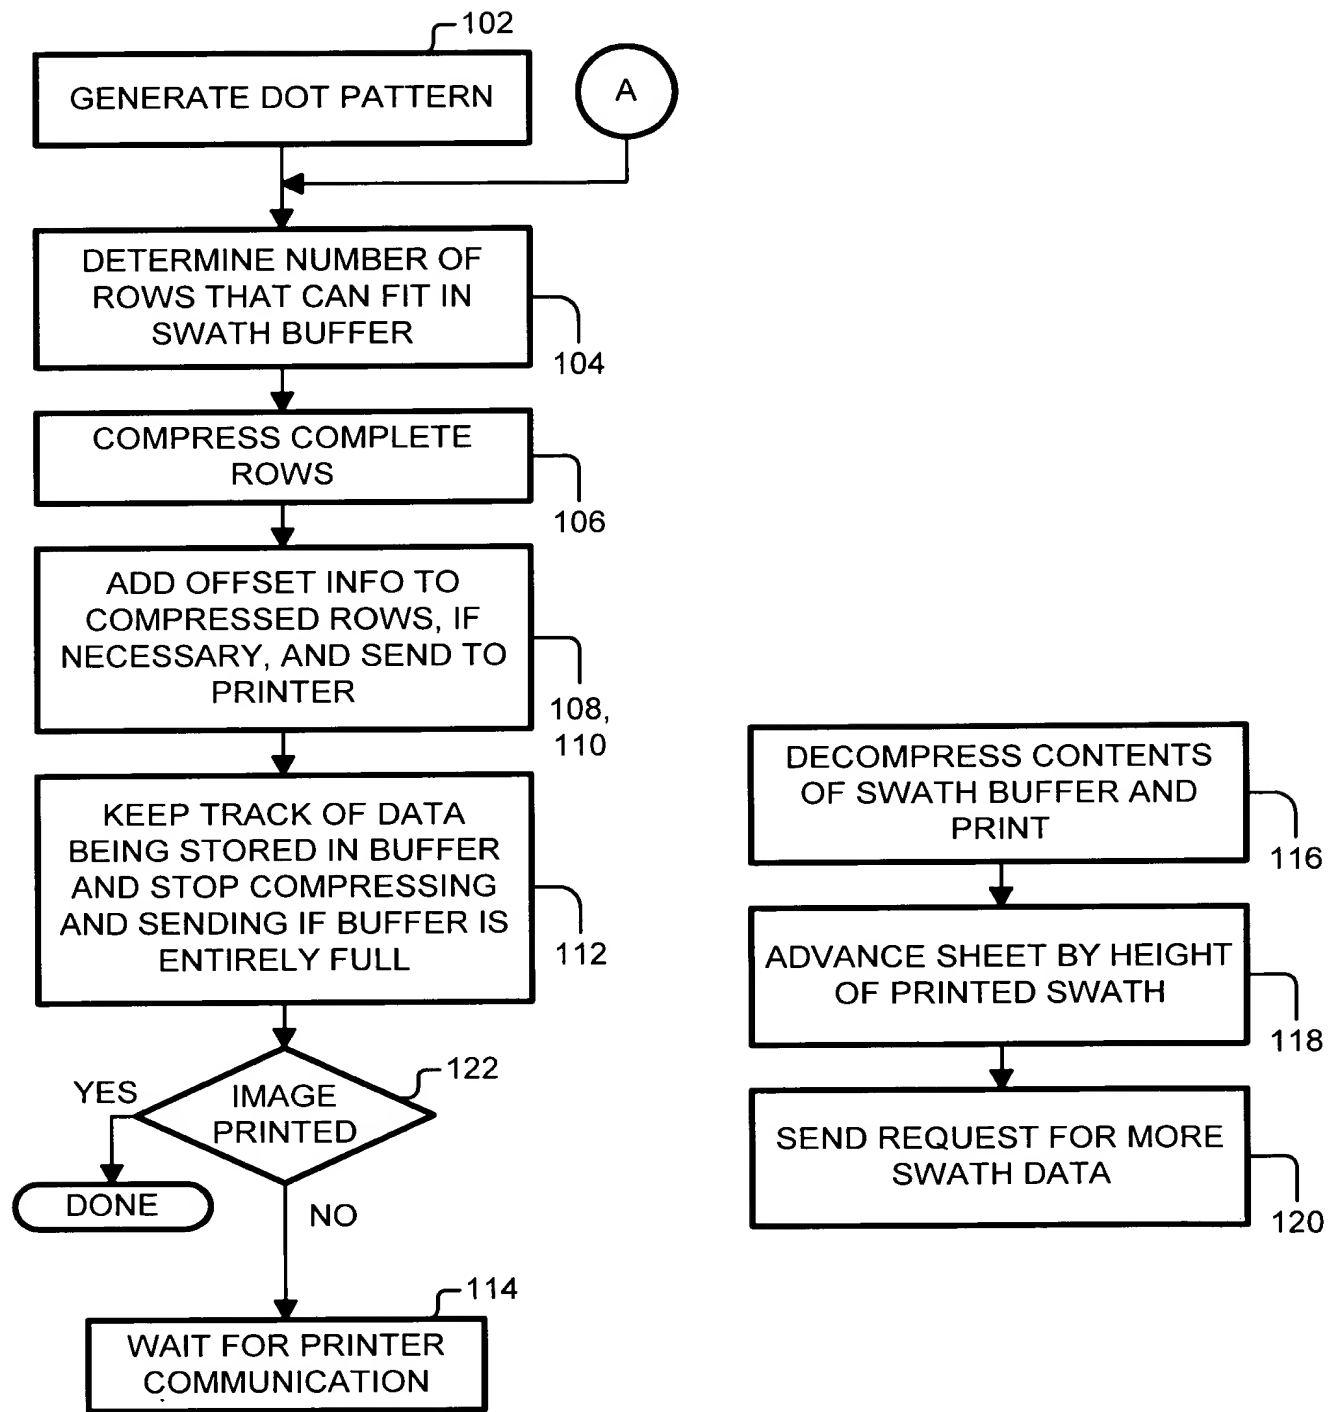 102
GENERATE DOT PATTERN
A
DETERMINE NUMBER OF
ROWS THAT CAN FIT IN
SWATH BUFFER
104
COMPRESS COMPLETE
ROWS
106
ADD OFFSET INFO TO
COMPRESSED ROWS, IF
NECESSARY, AND SEND TO
PRINTER
108,
110
KEEP TRACK OF DATA
BEING STORED IN BUFFER
AND STOP COMPRESSING
AND SENDING IF BUFFER IS
ENTIRELY FULL
112
122
YES
IMAGE
PRINTED
DONE
NO
114
WAIT FOR PRINTER
COMMUNICATION
DECOMPRESS CONTENTS
OF SWATH BUFFER AND
PRINT
116
ADVANCE SHEET BY HEIGHT
OF PRINTED SWATH
118
SEND REQUEST FOR MORE
SWATH DATA
120